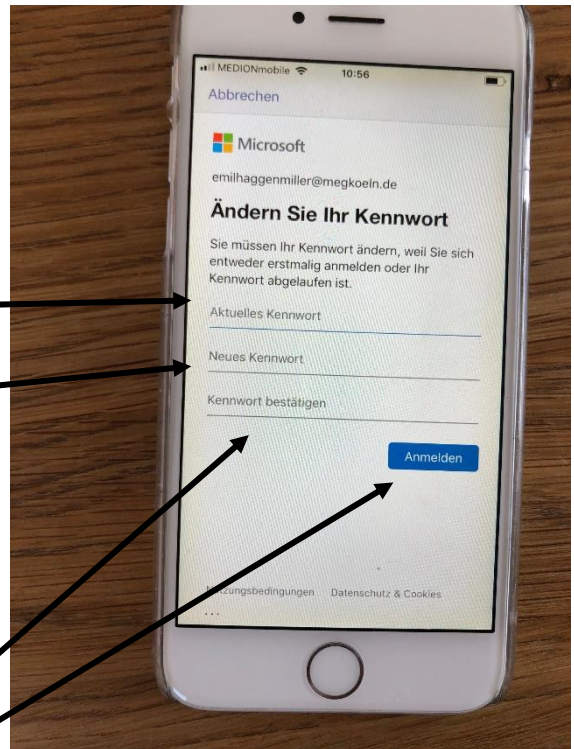 MEDIONmobile 10:56
Abbrechen
Microsoft
emilhaggenmiller@megkoeln.de
Ändern Sie Ihr Kennwort
Sie müssen Ihr Kennwort ändern, weil Sie sich
entweder erstmalig anmelden oder Ihr
Kennwort abgelaufen ist.
Aktuelles Kennwort
Neues Kennwort
Kennwort bestätigen
Anmelden
Nutzungsbedingungen Datenschutz & Cookies
...